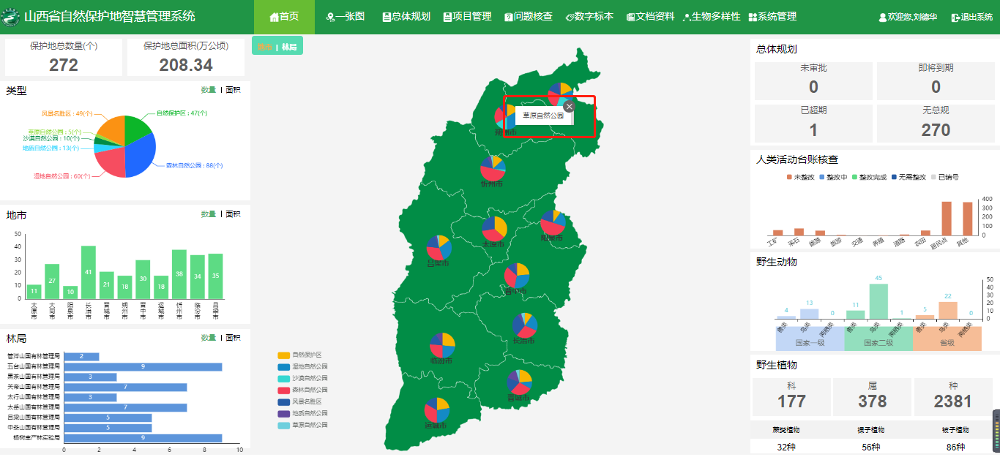 山西省自然保护地智慧管理系统
首页
一张图
总体规划
项目管理
问题核查
数字标本
文档资料
生物多样性
系统管理
欢迎您,刘德华
退出系统
保护地总数量(个)
272
保护地总面积(万公顷)
208.34
类型
数量 | 面积
风景名胜区 : 49(个)
自然保护区 : 47(个)
草原自然公园 : 5(个)
沙漠自然公园 : 10(个)
地质自然公园 : 13(个)
森林自然公园 : 88(个)
湿地自然公园 : 60(个)
地市
数量 | 面积
50
40
30
20
10
0
11
27
10
41
21
18
30
18
38
34
35
太原市
大同市
阳泉市
长治市
晋城市
朔州市
晋中市
运城市
忻州市
临汾市
吕梁市
林局
数量 | 面积
管涔山国有林管理局 2
五台山国有林管理局 9
黑茶山国有林管理局 3
关帝山国有林管理局 7
太行山国有林管理局 3
太岳山国有林管理局 7
吕梁山国有林管理局 5
中条山国有林管理局 5
杨树丰产林实验局 9
0 2 4 6 8 10
| 林局
草原自然公园
忻州市
太原市
阳泉市
吕梁市
晋中市
长治市
临汾市
晋城市
运城市
自然保护区
湿地自然公园
沙漠自然公园
森林自然公园
风景名胜区
地质自然公园
草原自然公园
总体规划
未审批
0
即将到期
0
已超期
1
无总规
270
人类活动台账核查
未整改 整改中 整改完成 无需整改 已销号
400
300
200
100
0
工矿
采石
能源
旅游
交通
养殖
道路
农田
居民点
其他
野生动物
4
13
0
11
45
1
5
22
0
50
40
30
20
10
0
兽类
鸟类
两栖类
兽类
鸟类
两栖类
兽类
鸟类
两栖类
国家一级
国家二级
省级
野生植物
科
177
属
378
种
2381
蕨类植物
裸子植物
被子植物
32种
56种
86种